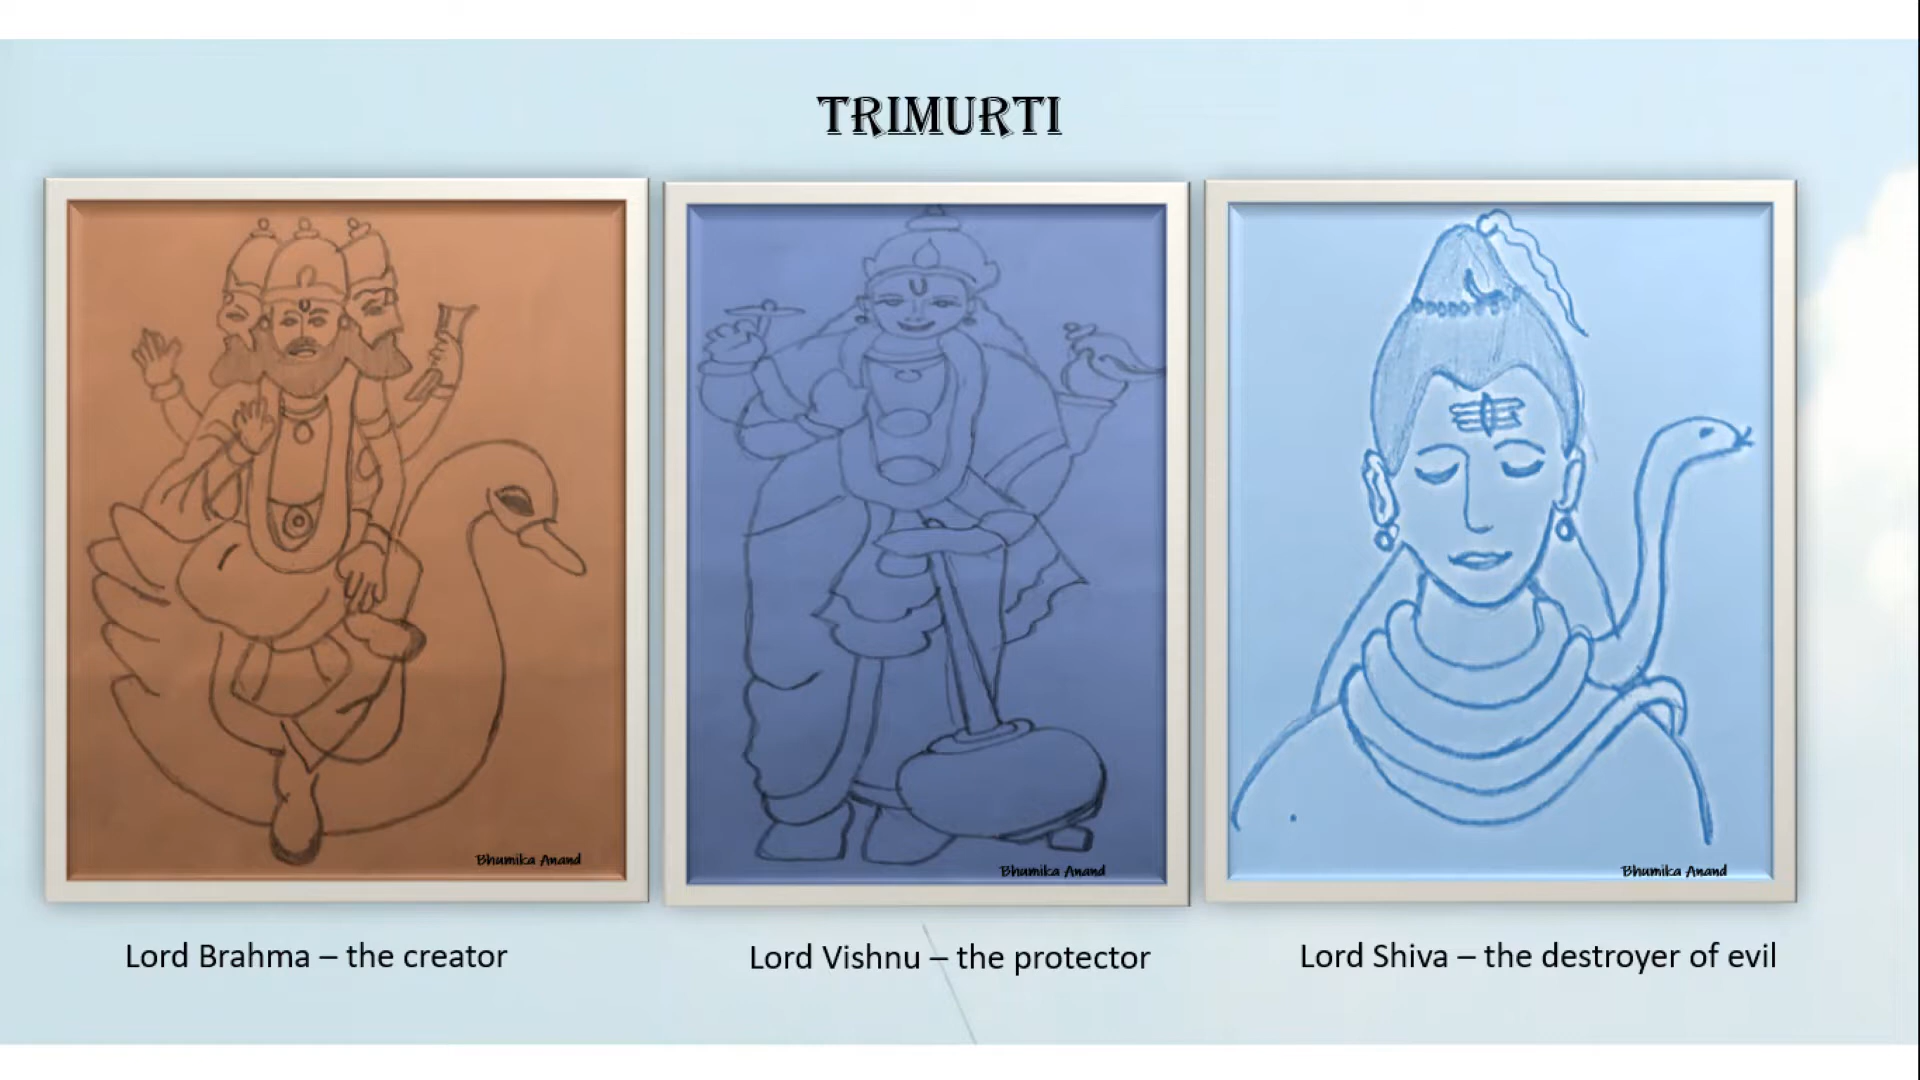 TRIMURTI
Bhumika Anand
Bhumika Anand
Bhumika Anand
Lord Brahma – the creator
Lord Vishnu – the protector
Lord Shiva – the destroyer of evil